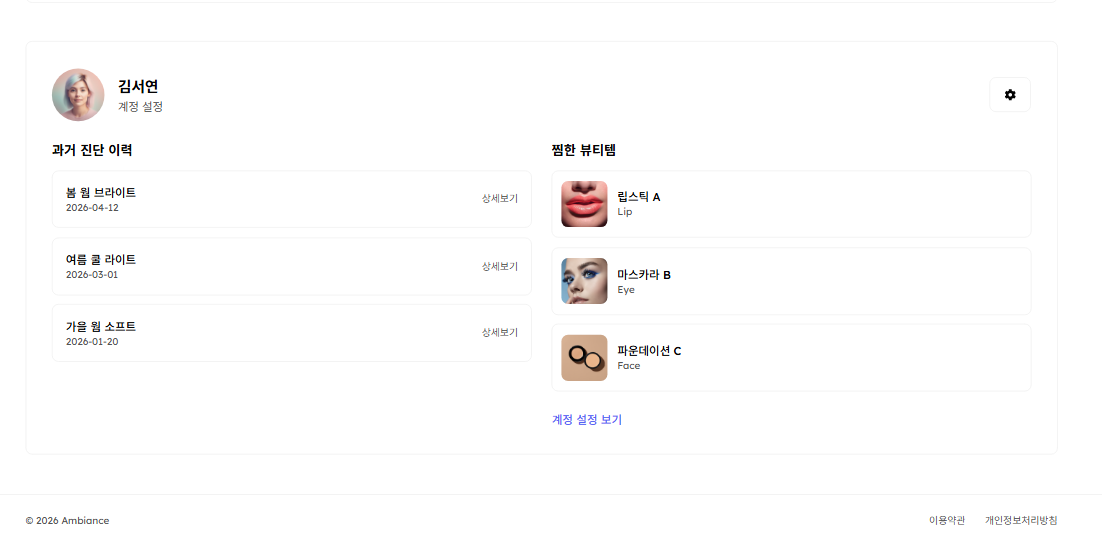 김서연
계정 설정
과거 진단 이력
봄 웜 브라이트
2026-04-12
상세보기
여름 쿨 라이트
2026-03-01
상세보기
가을 웜 소프트
2026-01-20
상세보기
찜한 뷰티템
립스틱 A
Lip
마스카라 B
Eye
파운데이션 C
Face
계정 설정 보기
© 2026 Ambiance
이용약관
개인정보처리방침